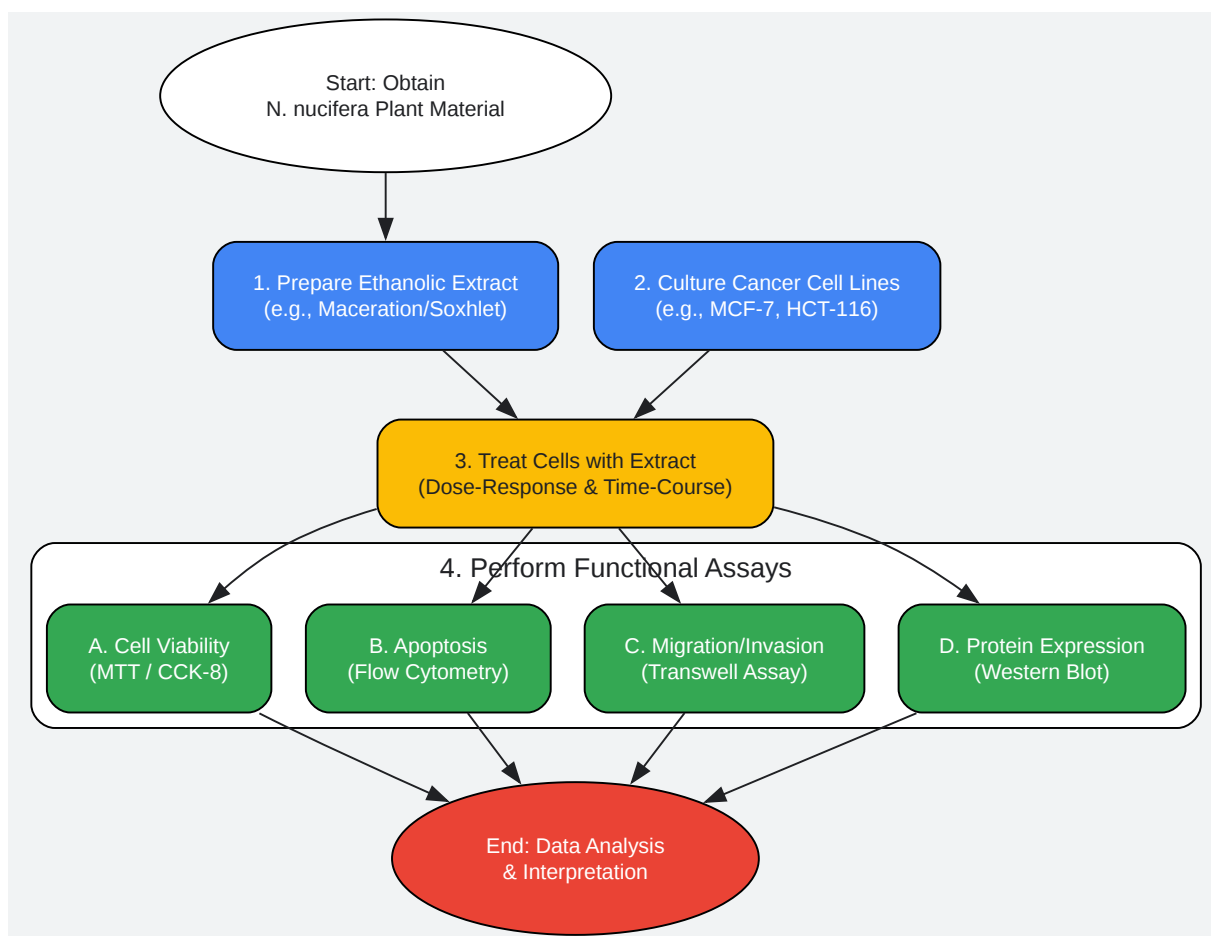 Start: Obtain
N. nucifera Plant Material
1. Prepare Ethanolic Extract
(e.g., Maceration/Soxhlet)
2. Culture Cancer Cell Lines
(e.g., MCF-7, HCT-116)
3. Treat Cells with Extract
(Dose-Response & Time-Course)
4. Perform Functional Assays
A. Cell Viability
(MTT / CCK-8)
B. Apoptosis
(Flow Cytometry)
C. Migration/Invasion
(Transwell Assay)
D. Protein Expression
(Western Blot)
End: Data Analysis
& Interpretation